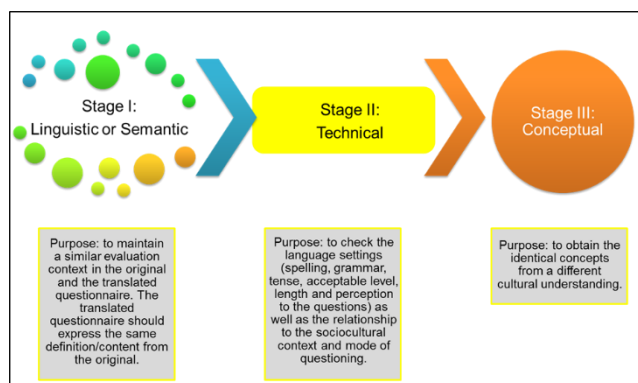 Stage I:
Linguistic or Semantic
Stage II:
Technical
Stage III:
Conceptual
Purpose: to maintain
a similar evaluation
context in the original
and the translated
questionnaire. The
translated
questionnaire should
express the same
definition/content from
the original.
Purpose: to check the
language settings
(spelling, grammar,
tense, acceptable level,
length and perception
to the questions) as
well as the relationship
to the sociocultural
context and mode of
questioning.
Purpose: to obtain the
identical concepts
from a different
cultural understanding.